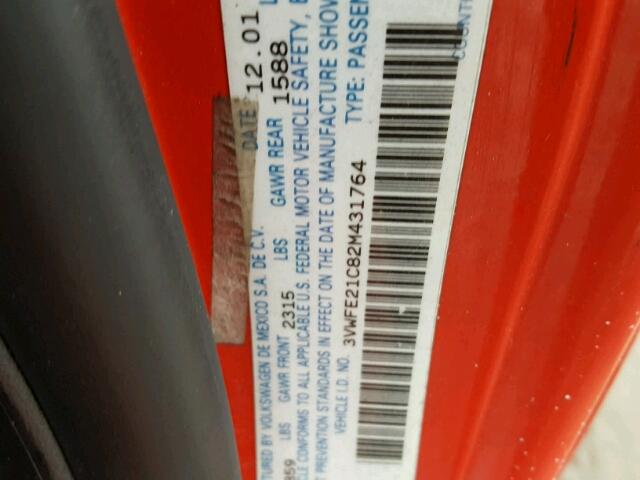 DATE 12.01
TURED BY VOLKSWAGEN DE MEXICO S.A. DE C.V.
859 LBS GAWR FRONT 2315 LBS GAWR REAR 1588 L
CLE CONFORMS TO ALL APPLICABLE U.S. FEDERAL MOTOR VEHICLE SAFETY, B
T PREVENTION STANDARDS IN EFFECT ON THE DATE OF MANUFACTURE SHOW
VEHICLE I.D. NO. 3VWFE21C82M431764 TYPE: PASSEN
COUNTR